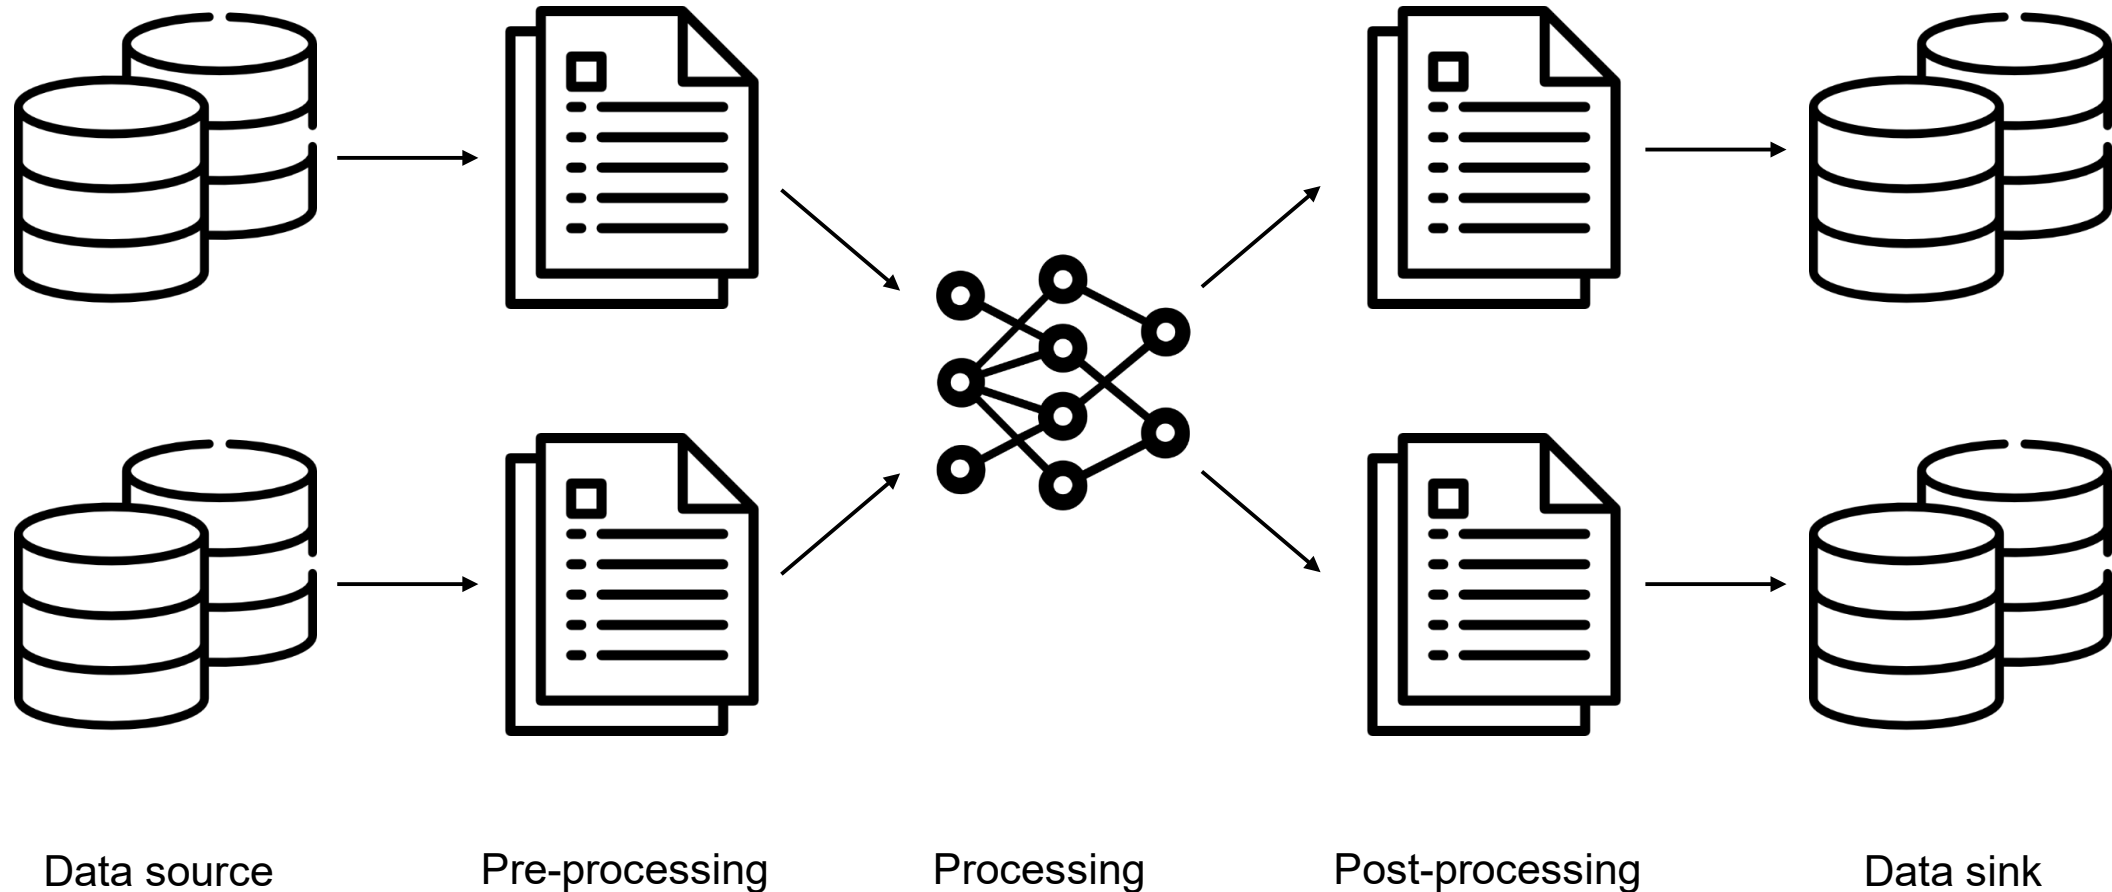 Data source
Pre-processing
Processing
Post-processing
Data sink